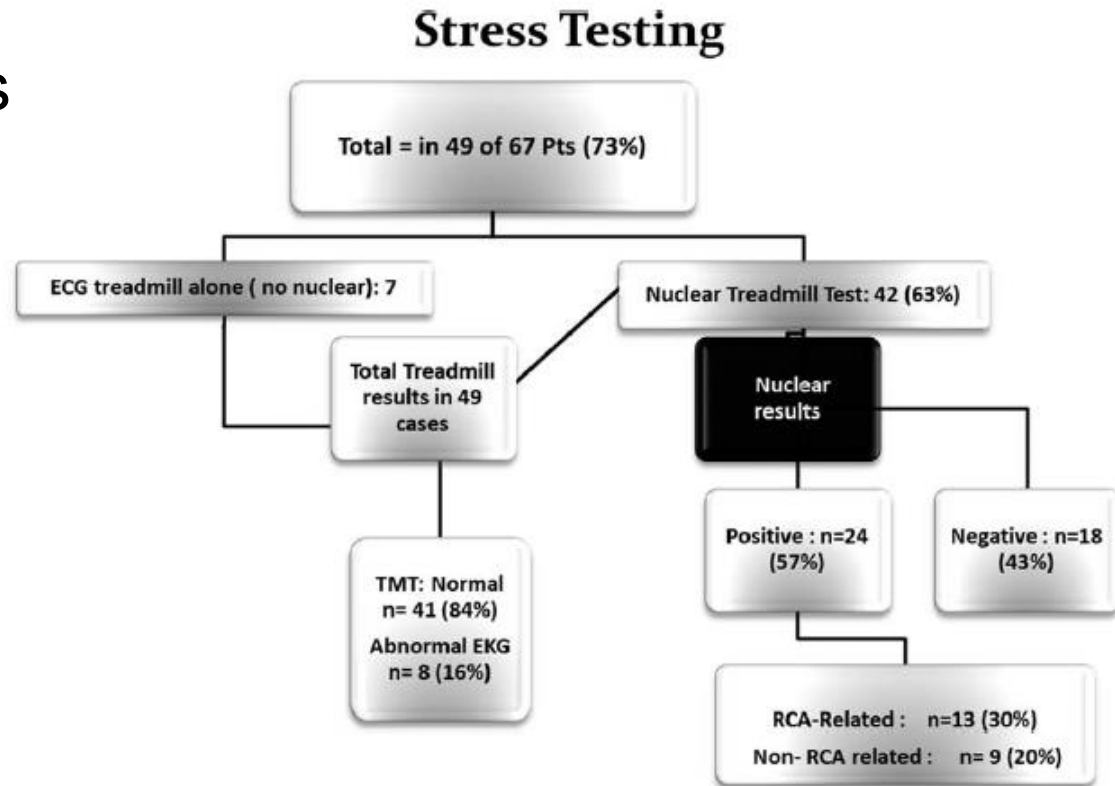 Stress Testing
s
Total = in 49 of 67 Pts (73%)
ECG treadmill alone ( no nuclear): 7
Nuclear Treadmill Test: 42 (63%)
Total Treadmill
results in 49
cases
Nuclear
results
Positive : n=24
(57%)
Negative : n=18
(43%)
TMT: Normal
n= 41 (84%)
Abnormal EKG
n= 8 (16%)
RCA-Related : n=13 (30%)
Non- RCA related : n= 9 (20%)